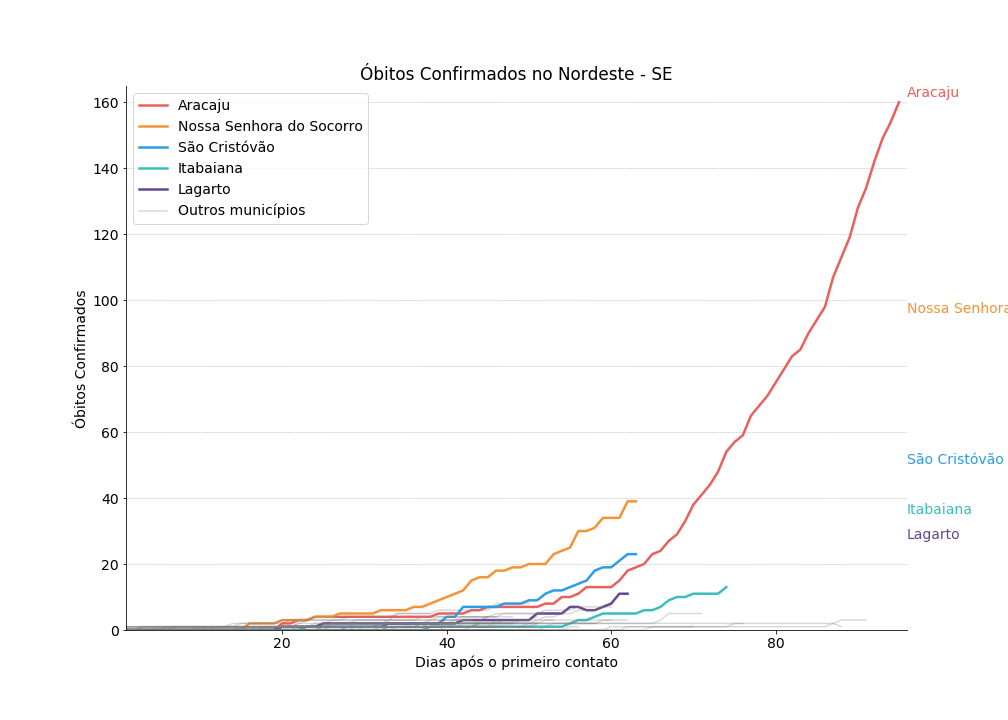 Óbitos Confirmados no Nordeste - SE
Aracaju
Nossa Senhora do Socorro
São Cristóvão
Itabaiana
Lagarto
Outros municípios
160
140
120
100
80
60
40
20
0
Óbitos Confirmados
20
40
60
80
Dias após o primeiro contato
Aracaju
Nossa Senhora
São Cristóvão
Itabaiana
Lagarto